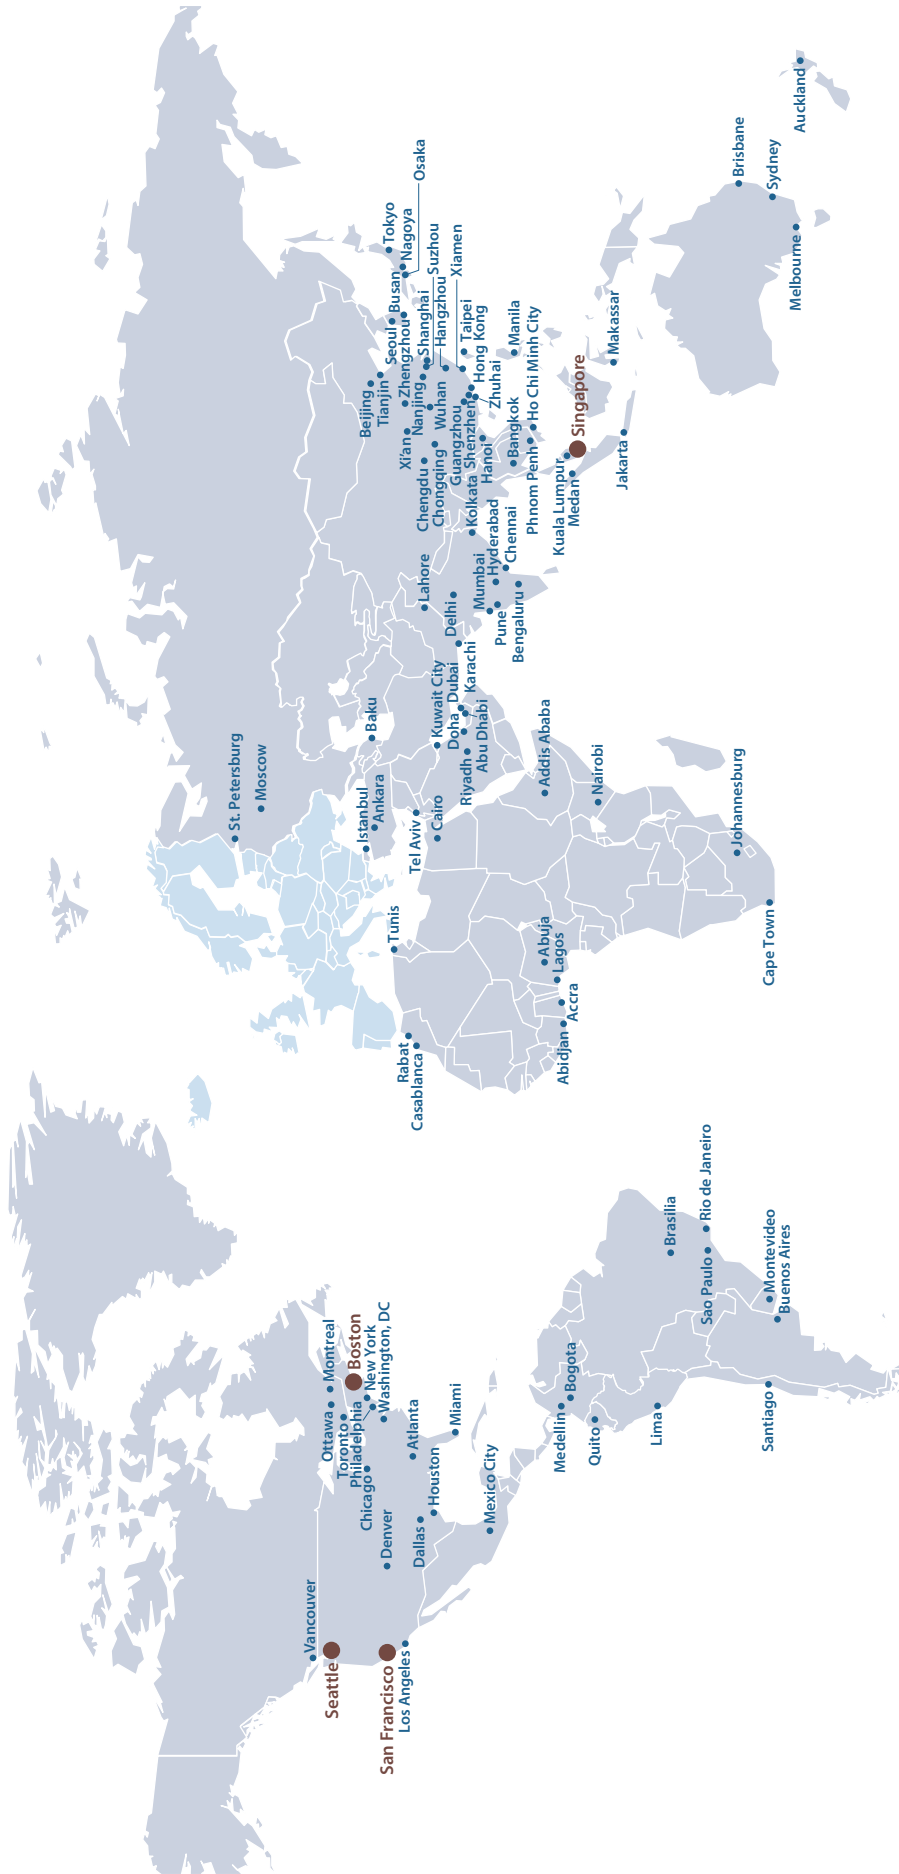 Vancouver
Seattle
San Francisco
Los Angeles
Denver
Dallas
Houston
Chicago
Ottawa
Montreal
Toronto
Boston
New York
Philadelphia
Washington, DC
Atlanta
Miami
Mexico City
Medellin
Bogota
Quito
Lima
Brasilia
Sao Paulo
Rio de Janeiro
Santiago
Montevideo
Buenos Aires
Rabat
Casablanca
Tunis
Abidjan
Accra
Lagos
Abuja
Cairo
Addis Ababa
Nairobi
Johannesburg
Cape Town
St. Petersburg
Moscow
Istanbul
Ankara
Baku
Tel Aviv
Kuwait City
Riyadh
Doha
Dubai
Abu Dhabi
Karachi
Lahore
Delhi
Mumbai
Pune
Hyderabad
Bengaluru
Chennai
Kolkata
Beijing
Tianjin
Seoul
Busan
Tokyo
Nagoya
Osaka
Xi'an
Zhengzhou
Nanjing
Shanghai
Suzhou
Hangzhou
Chengdu
Chongqing
Wuhan
Xiamen
Taipei
Guangzhou
Shenzhen
Hong Kong
Zhuhai
Hanoi
Manila
Bangkok
Phnom Penh
Ho Chi Minh City
Kuala Lumpur
Medan
Singapore
Jakarta
Makassar
Brisbane
Sydney
Melbourne
Auckland